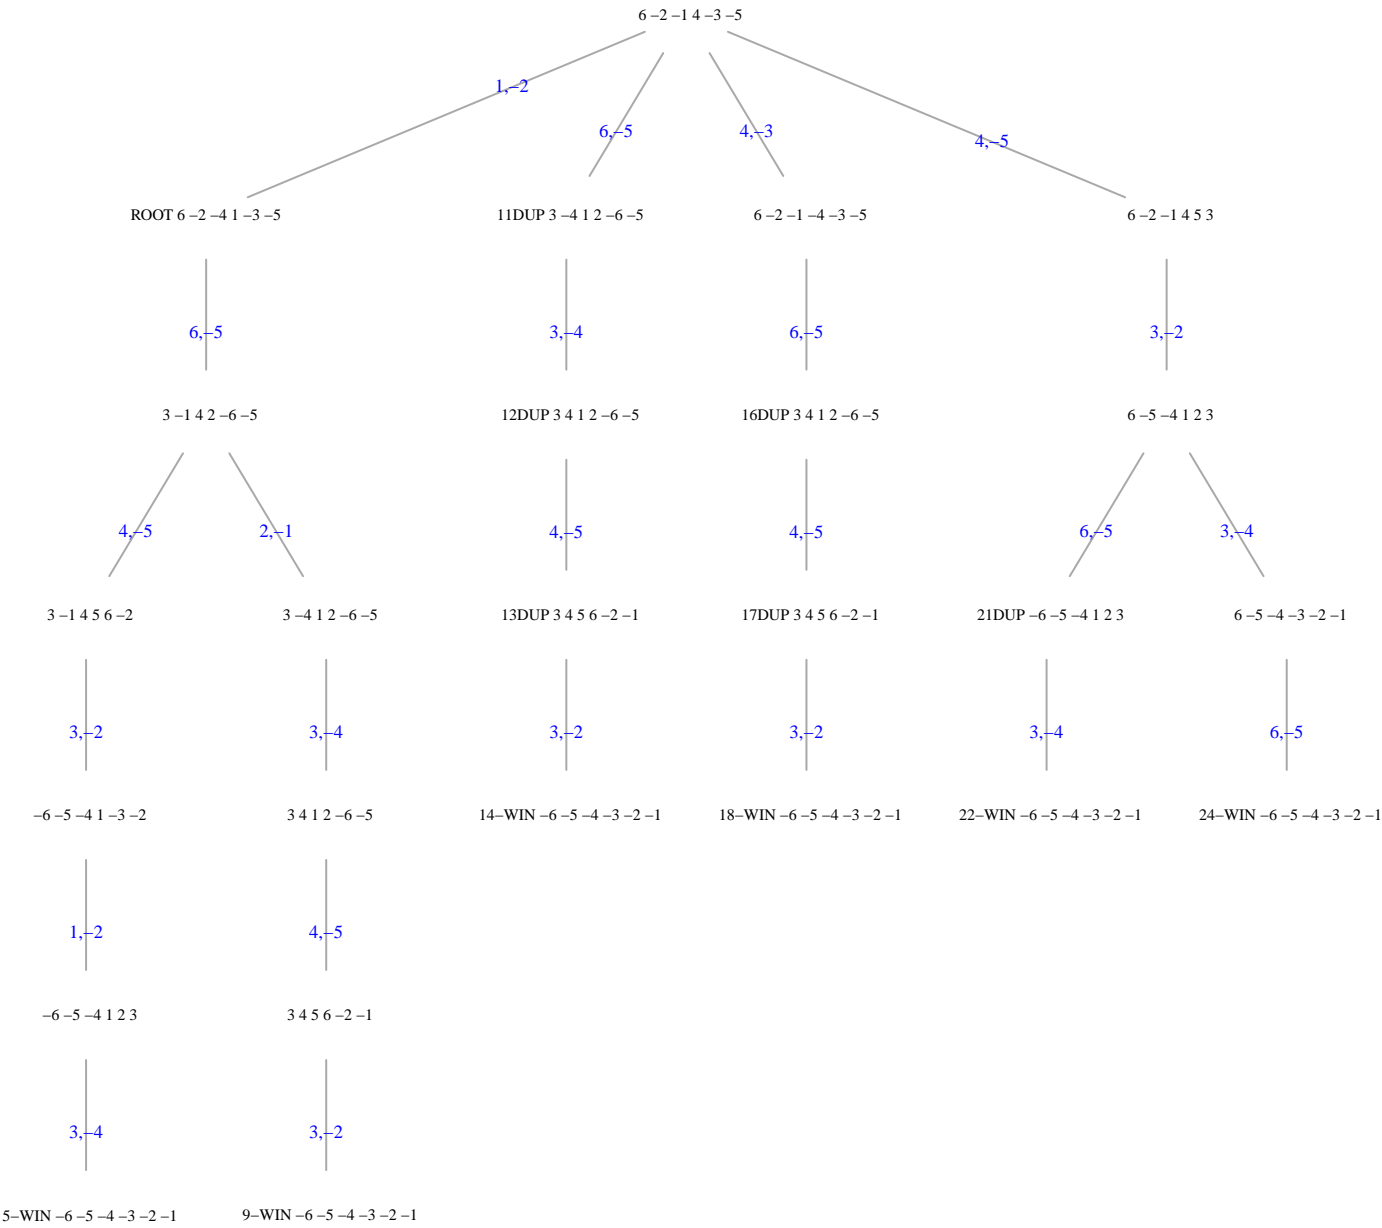 6 –2 –1 4 –3 –5
1,–2
6,–5
4,–3
4,–5
ROOT 6 –2 –4 1 –3 –5
11DUP 3 –4 1 2 –6 –5
6 –2 –1 –4 –3 –5
6 –2 –1 4 5 3
6,–5
3,–4
6,–5
3,–2
3 –1 4 2 –6 –5
12DUP 3 4 1 2 –6 –5
16DUP 3 4 1 2 –6 –5
6 –5 –4 1 2 3
4,–5
2,–1
4,–5
4,–5
6,–5
3,–4
3 –1 4 5 6 –2
3 –4 1 2 –6 –5
13DUP 3 4 5 6 –2 –1
17DUP 3 4 5 6 –2 –1
21DUP –6 –5 –4 1 2 3
6 –5 –4 –3 –2 –1
3,–2
3,–4
3,–2
3,–2
3,–4
6,–5
–6 –5 –4 1 –3 –2
3 4 1 2 –6 –5
14–WIN –6 –5 –4 –3 –2 –1
18–WIN –6 –5 –4 –3 –2 –1
22–WIN –6 –5 –4 –3 –2 –1
24–WIN –6 –5 –4 –3 –2 –1
1,–2
4,–5
–6 –5 –4 1 2 3
3 4 5 6 –2 –1
3,–4
3,–2
5–WIN –6 –5 –4 –3 –2 –1
9–WIN –6 –5 –4 –3 –2 –1